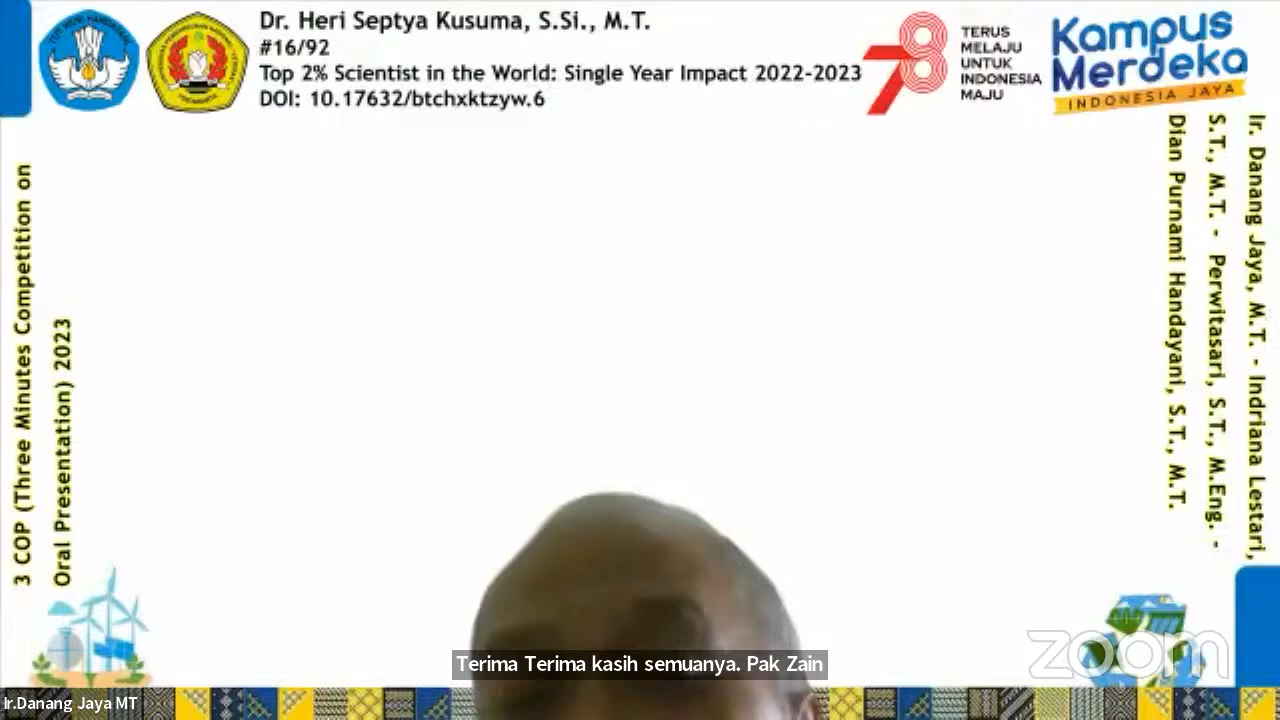 Dr. Heri Septya Kusuma, S.Si., M.T.
#16/92
Top 2% Scientist in the World: Single Year Impact 2022-2023
DOI: 10.17632/btchxktzyw.6
78
TERUS
MELAJU
UNTUK
INDONESIA
MAJU
Kampus
Merdeka
INDONESIA JAYA
3 COP (Three Minutes Competition on
Oral Presentation) 2023
Ir. Danang Jaya, M.T. - Indriana Lestari,
S.T., M.T. - Perwitasari, S.T., M.Eng. -
Dian Purnami Handayani, S.T., M.T.
zoom
Terima Terima kasih semuanya. Pak Zain
Ir.Danang Jaya MT